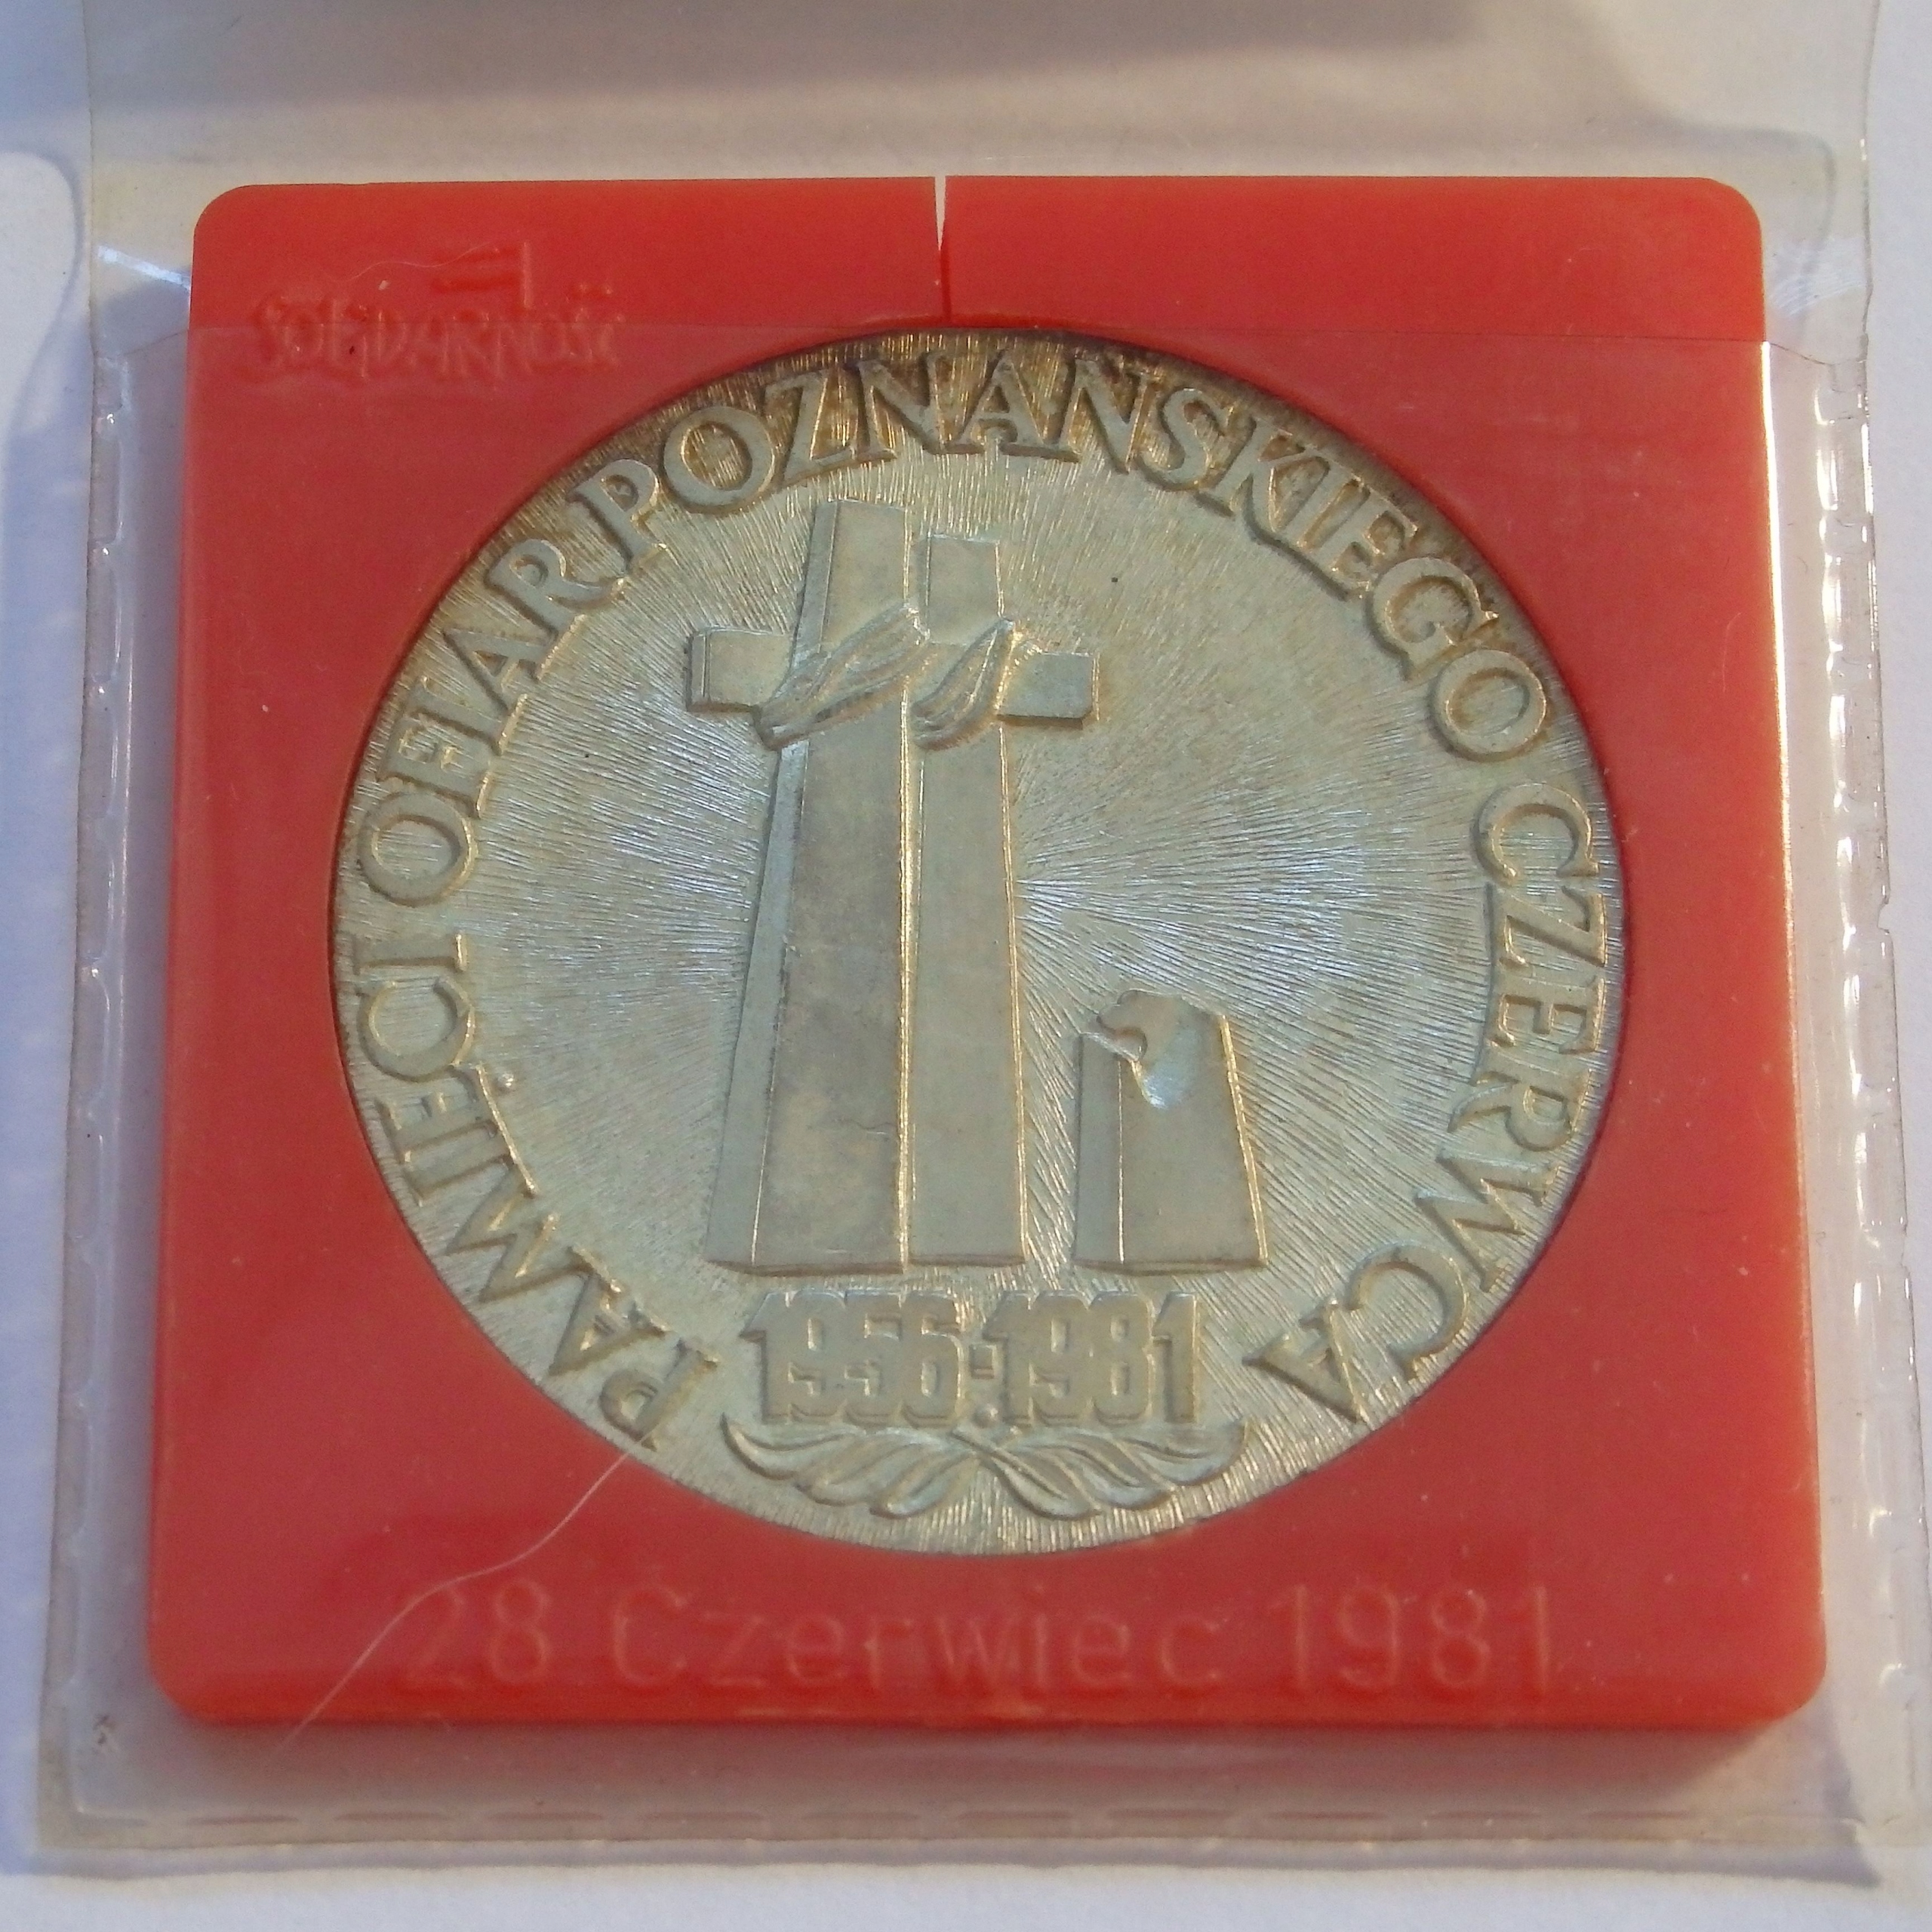 SOLIDARNOŚĆ
PAMIĘCI OFIAR POZNAŃSKIEGO CZERWCA
1956-1981
28 Czerwiec 1981